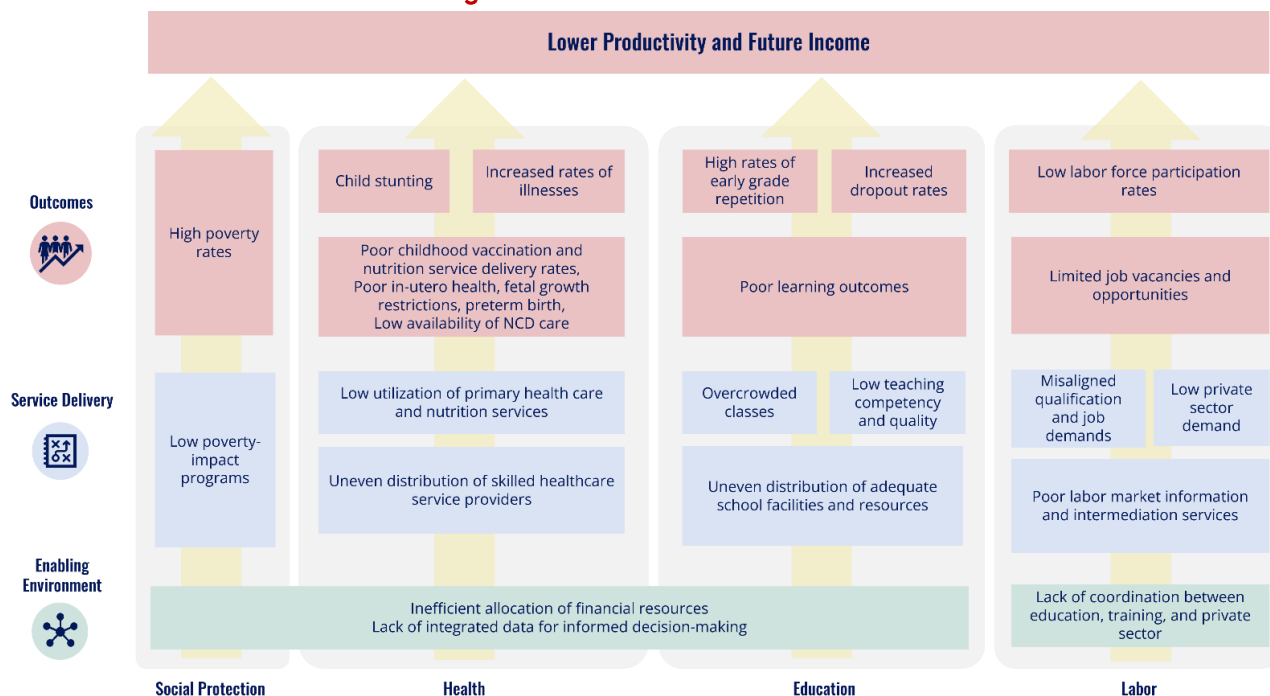 Lower Productivity and Future Income
Outcomes
High poverty
rates
Child stunting
Increased rates of
illnesses
Poor childhood vaccination and
nutrition service delivery rates,
Poor in-utero health, fetal growth
restrictions, preterm birth,
Low availability of NCD care
High rates of
early grade
repetition
Increased
dropout rates
Poor learning outcomes
Low labor force participation
rates
Limited job vacancies and
opportunities
Service Delivery
Low poverty-
impact
programs
Low utilization of primary health care
and nutrition services
Uneven distribution of skilled healthcare
service providers
Overcrowded
classes
Low teaching
competency
and quality
Uneven distribution of adequate
school facilities and resources
Misaligned
qualification
and job
demands
Low private
sector
demand
Poor labor market information
and intermediation services
Enabling
Environment
Inefficient allocation of financial resources
Lack of integrated data for informed decision-making
Lack of coordination between
education, training, and private
sector
Social Protection
Health
Education
Labor